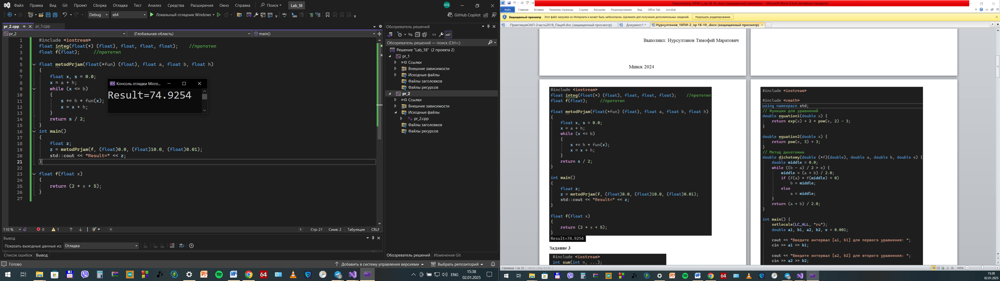 Файл Правка Вид Git Проект Сборка Отладка Тест Анализ Средства Расширения Окно Справка Поиск Lab_18 МБ
Debug x64 Локальный отладчик Windows GitHub Copilot
pr_2.cpp pr_1.cpp
pr_2 (Глобальная область) main()
1 #include <iostream>
2 float integ(float(*) (float), float, float, float); //прототип
3 float f(float); //прототип
4
5 float metodPrjam(float(*fun) (float), float a, float b, float h)
6 {
7 float x, s = 0.0;
8 x = a + h;
9 while (x <= b)
10 {
11 s += h * fun(x);
12 x = x + h;
13 }
14 return s / 2;
15 }
16 int main()
17 {
18 float z;
19 z = metodPrjam(f, (float)0.0, (float)10.0, (float)0.01);
20 std::cout << "Result=" << z;
21 }
22
23 float f(float x)
24 {
25 return (2 * x + 5);
26 }
27
Консоль отладки Micro...
Result=74.9254
110 % 0 1 Стр: 21 Симв: 2 Табуляция CRLF
Вывод
Показать выходные данные из: Отладка
Список ошибок Вывод
Готово
Обозреватель решений
Обозреватель решений — поиск (Ctrl+;)
Решение "Lab_18" (2 проекта 2)
pr_1
Ссылки
Внешние зависимости
Исходные файлы
Файлы заголовков
Файлы ресурсов
pr_2
Ссылки
Внешние зависимости
Исходные файлы
pr_2.cpp
Файлы заголовков
Файлы ресурсов
Обозреватель решений Изменения Git
Добавить в систему управления версиями Выбрать репозиторий
64 4 ENG 15:38
02.01.2025
Нурсултанов_10ПИ-2_лр 18-19_.docx (защищенный просмотр) - Microsoft Word (Сбой активации продукта)
Файл Главная Вставка Разметка страницы Ссылки Рассылки Рецензирование Вид Office Tab Acrobat
Защищенный просмотр Этот файл загружен из Интернета и может быть небезопасен. Щелкните для получения дополнительных сведений. Разрешить редактирование
ПрактикумОАП-2часть2018_Пацей.doc (защищенный просмотр) Документ1 * Нурсултанов_10ПИ-2_лр 18-19_.docx (защищенный просмотр)
Выполнил: Нурсултанов Тимофей Маратович
Минск 2024
#include <iostream>
float integ(float(*) (float), float, float, float); //прототип
float f(float); //прототип
float metodPrjam(float(*fun) (float), float a, float b, float h)
{
float x, s = 0.0;
x = a + h;
while (x <= b)
{
s += h * fun(x);
x = x + h;
}
return s / 2;
}
int main()
{
float z;
z = metodPrjam(f, (float)0.0, (float)10.0, (float)0.01);
std::cout << "Result=" << z;
}
float f(float x)
{
return (2 * x + 5);
}
Result=74.9254
Задание 3
#include <iostream>
int sum(int n, ...);
#include <iostream>
#include <cmath>
using namespace std;
// Функции для уравнений
double equation1(double x) {
return exp(x) + 2 * pow(x, 2) - 3;
}
double equation2(double x) {
return pow(x, 3) + 3;
}
// Метод дихотомии
double dichotomy(double (*f)(double), double a, double b, double e) {
double middle = 0.0;
while ((b - a) / 2 > e) {
middle = (a + b) / 2.0;
if (f(a) * f(middle) < 0)
b = middle;
else
a = middle;
}
return (a + b) / 2.0;
}
int main() {
setlocale(LC_ALL, "ru");
double a1, b1, a2, b2, e = 0.001;
cout << "Введите интервал [a1, b1] для первого уравнения: ";
cin >> a1 >> b1;
cout << "Введите интервал [a2, b2] для второго уравнения: ";
cin >> a2 >> b2;
Страница: 1 из 16 Число слов: 0/239 100%
64 4 15:38
02.01.2025